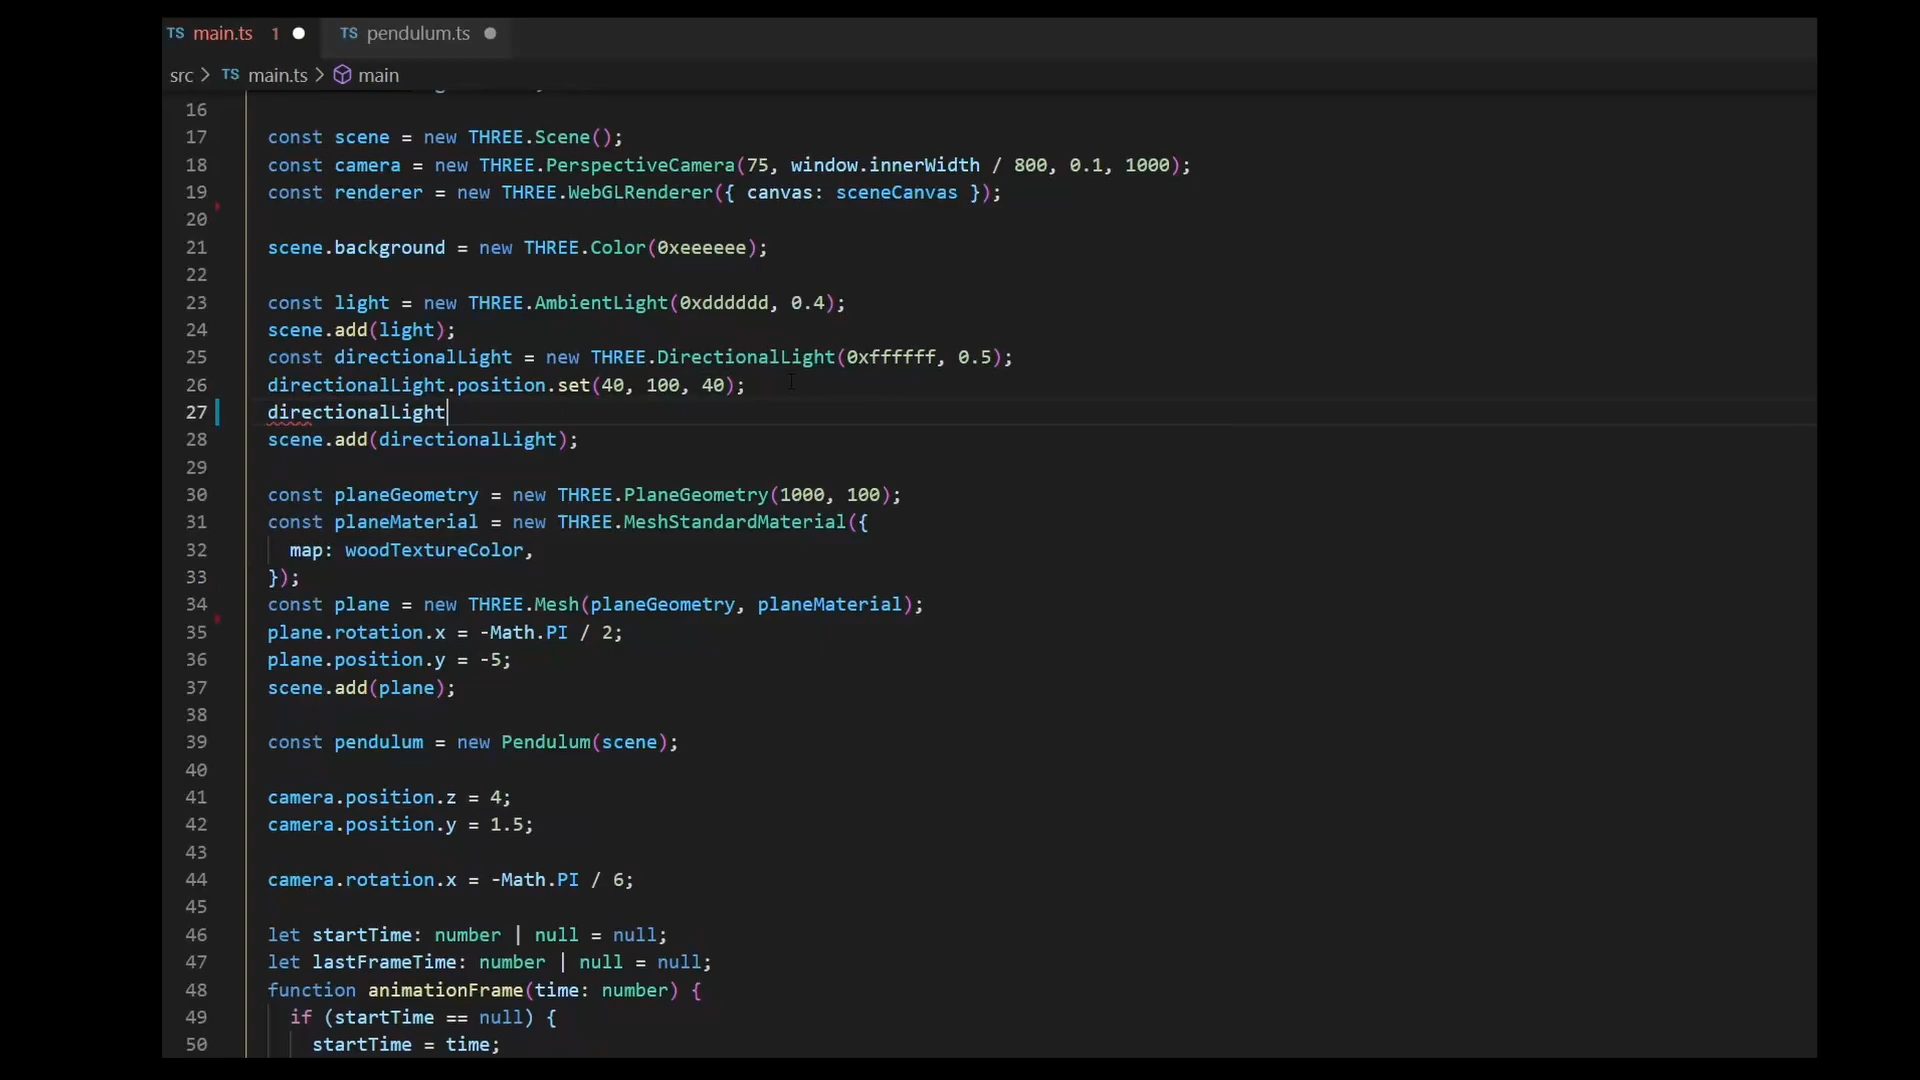 TS main.ts 1 TS pendulum.ts
src > TS main.ts > main
16
17 const scene = new THREE.Scene();
18 const camera = new THREE.PerspectiveCamera(75, window.innerWidth / 800, 0.1, 1000);
19 const renderer = new THREE.WebGLRenderer({ canvas: sceneCanvas });
20
21 scene.background = new THREE.Color(0xeeeeee);
22
23 const light = new THREE.AmbientLight(0xdddddd, 0.4);
24 scene.add(light);
25 const directionalLight = new THREE.DirectionalLight(0xffffff, 0.5);
26 directionalLight.position.set(40, 100, 40);
27 directionalLight
28 scene.add(directionalLight);
29
30 const planeGeometry = new THREE.PlaneGeometry(1000, 100);
31 const planeMaterial = new THREE.MeshStandardMaterial({
32 map: woodTextureColor,
33 });
34 const plane = new THREE.Mesh(planeGeometry, planeMaterial);
35 plane.rotation.x = -Math.PI / 2;
36 plane.position.y = -5;
37 scene.add(plane);
38
39 const pendulum = new Pendulum(scene);
40
41 camera.position.z = 4;
42 camera.position.y = 1.5;
43
44 camera.rotation.x = -Math.PI / 6;
45
46 let startTime: number | null = null;
47 let lastFrameTime: number | null = null;
48 function animationFrame(time: number) {
49 if (startTime == null) {
50 startTime = time;